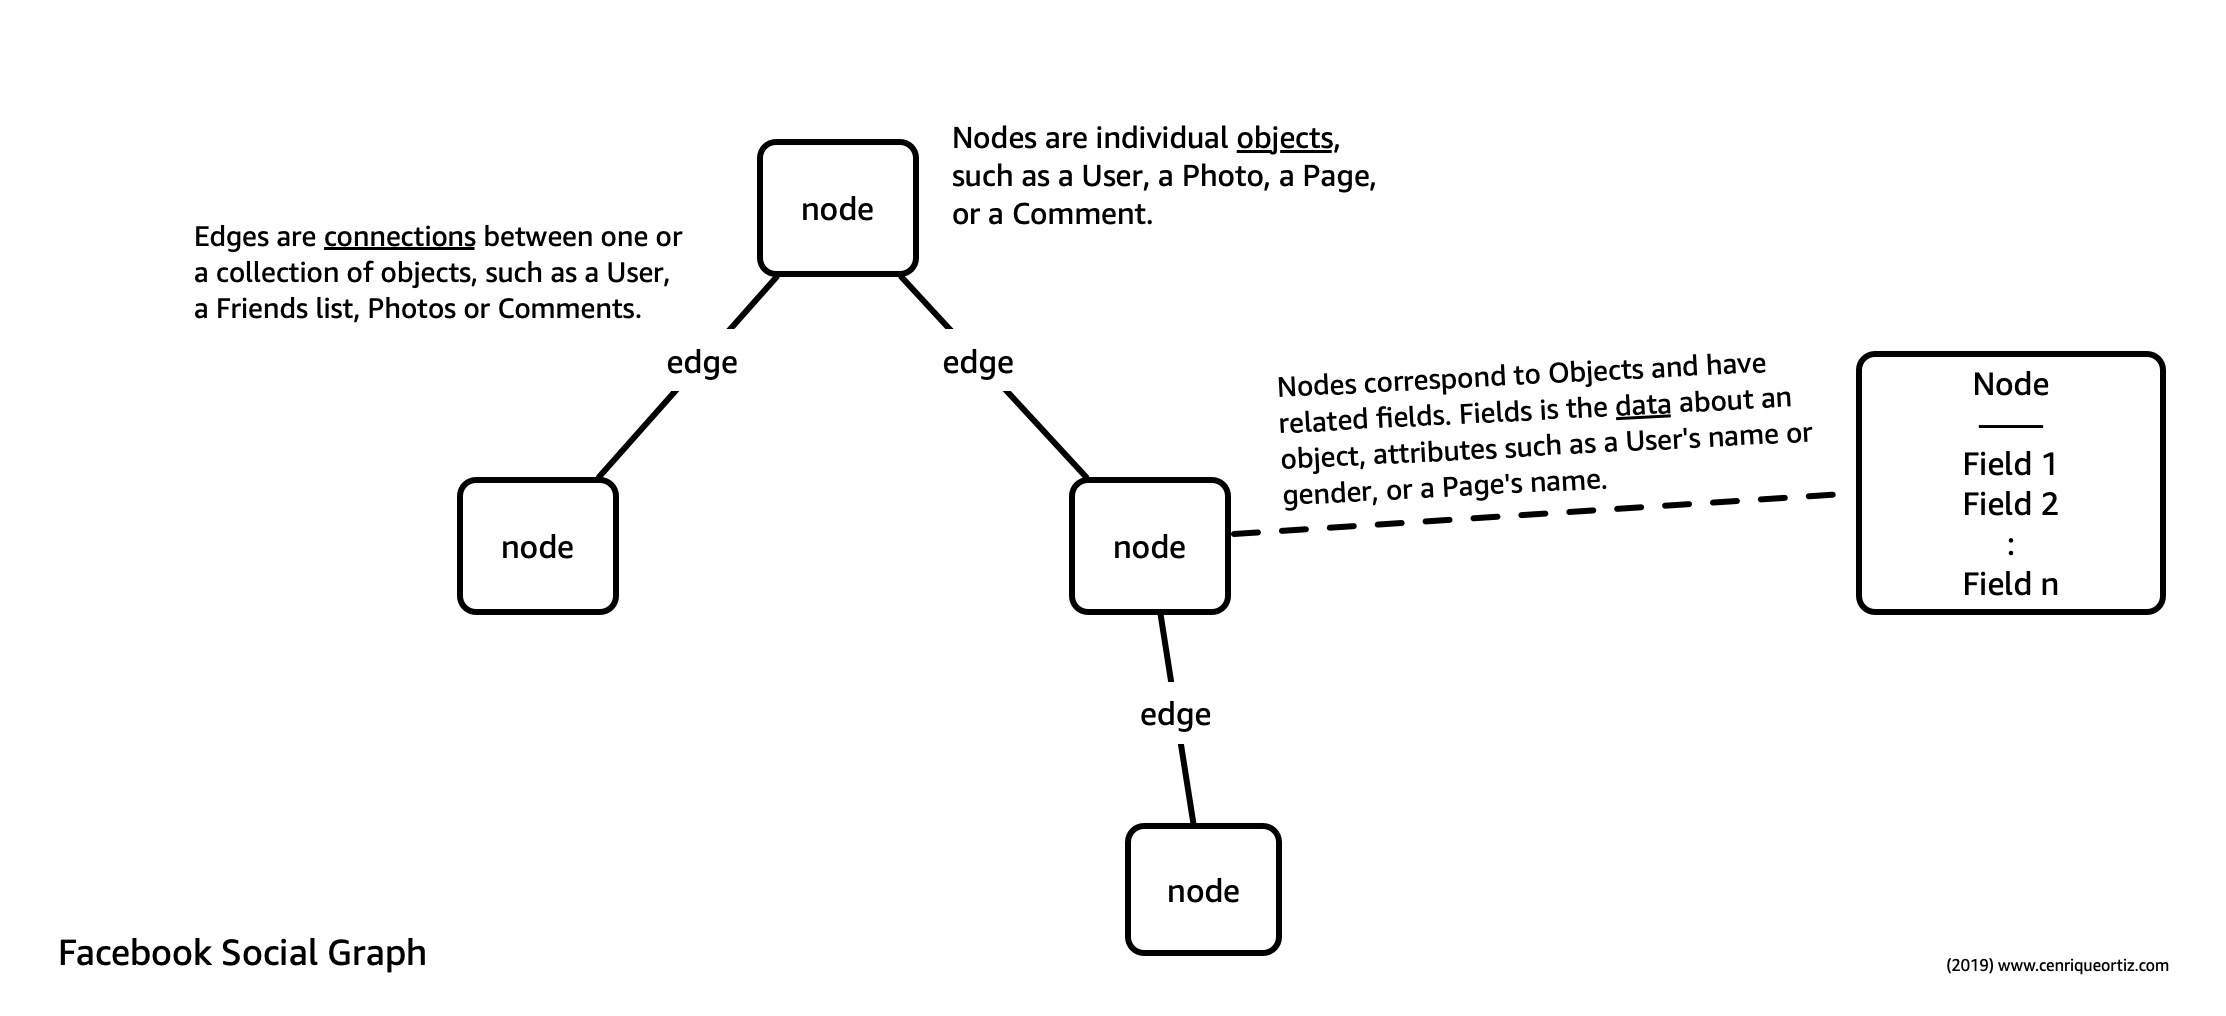 Nodes are individual objects,
such as a User, a Photo, a Page,
or a Comment.
node
Edges are connections between one or
a collection of objects, such as a User,
a Friends list, Photos or Comments.
edge
edge
Nodes correspond to Objects and have
related fields. Fields is the data about an
object, attributes such as a User's name or
gender, or a Page's name.
Node
Field 1
Field 2
:
Field n
node
node
edge
node
Facebook Social Graph
(2019) www.cenriqueortiz.com